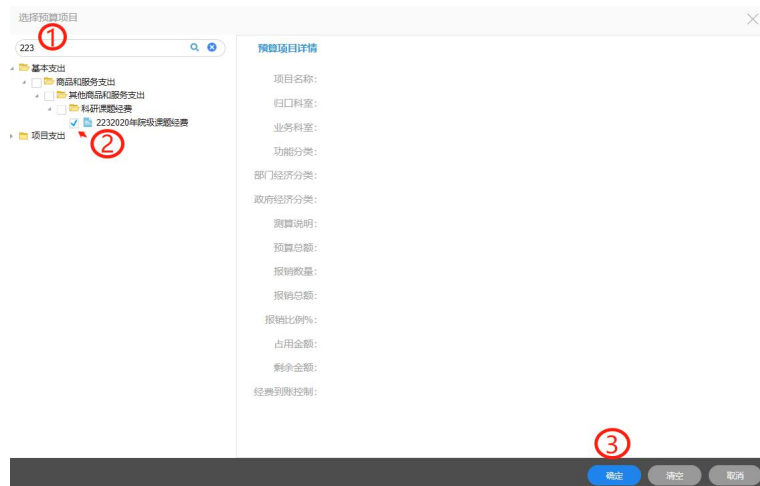 选择预算项目
①
223
基本支出
商品和服务支出
其他商品和服务支出
科研课题经费
2232020年院级课题经费
②
项目支出
预算项目详情
项目名称：
归口科室：
业务科室：
功能分类：
部门经济分类：
政府经济分类：
测算说明：
预算总额：
报销数量：
报销总额：
报销比例%：
占用金额：
剩余金额：
经费到账控制：
③
确定
清空
取消